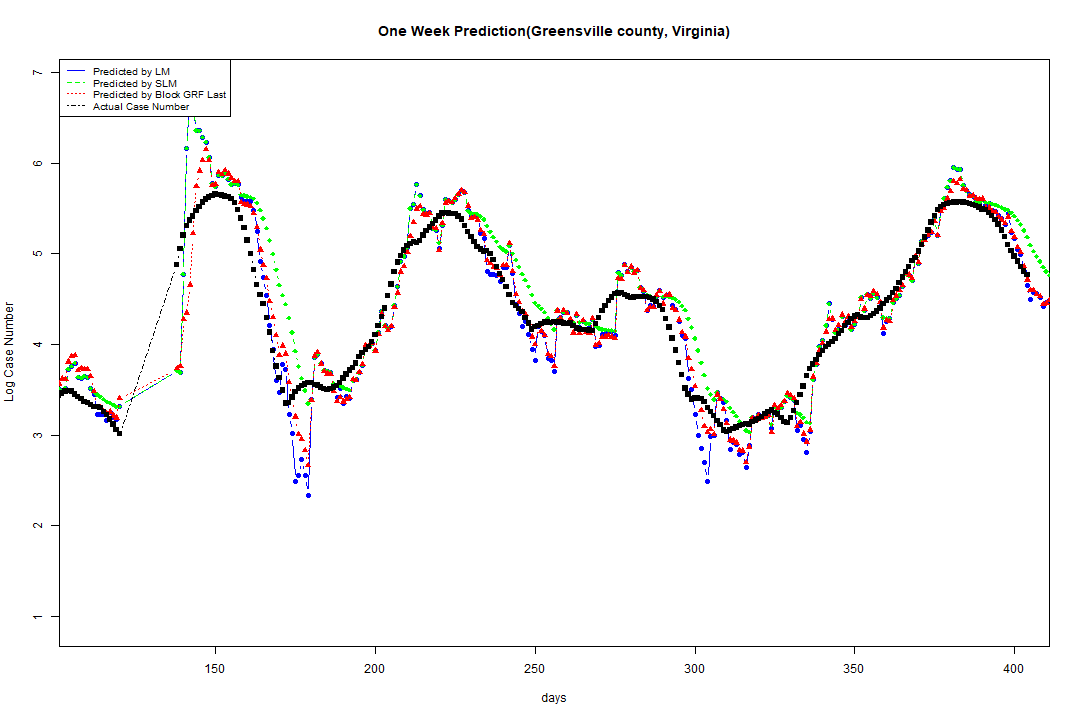 One Week Prediction(Greensville county, Virginia)
Predicted by LM
Predicted by SLM
Predicted by Block GRF Last
Actual Case Number
7
6
5
4
3
2
1
Log Case Number
150 200 250 300 350 400
days